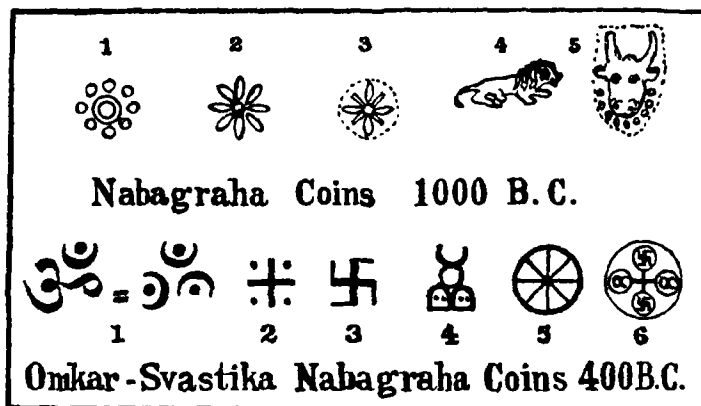 1 2 3 4 5
Nabagraha Coins 1000 B.C.
ॐ =
1 2 3 4 5 6
Omkar-Svastika Nabagraha Coins 400B.C.